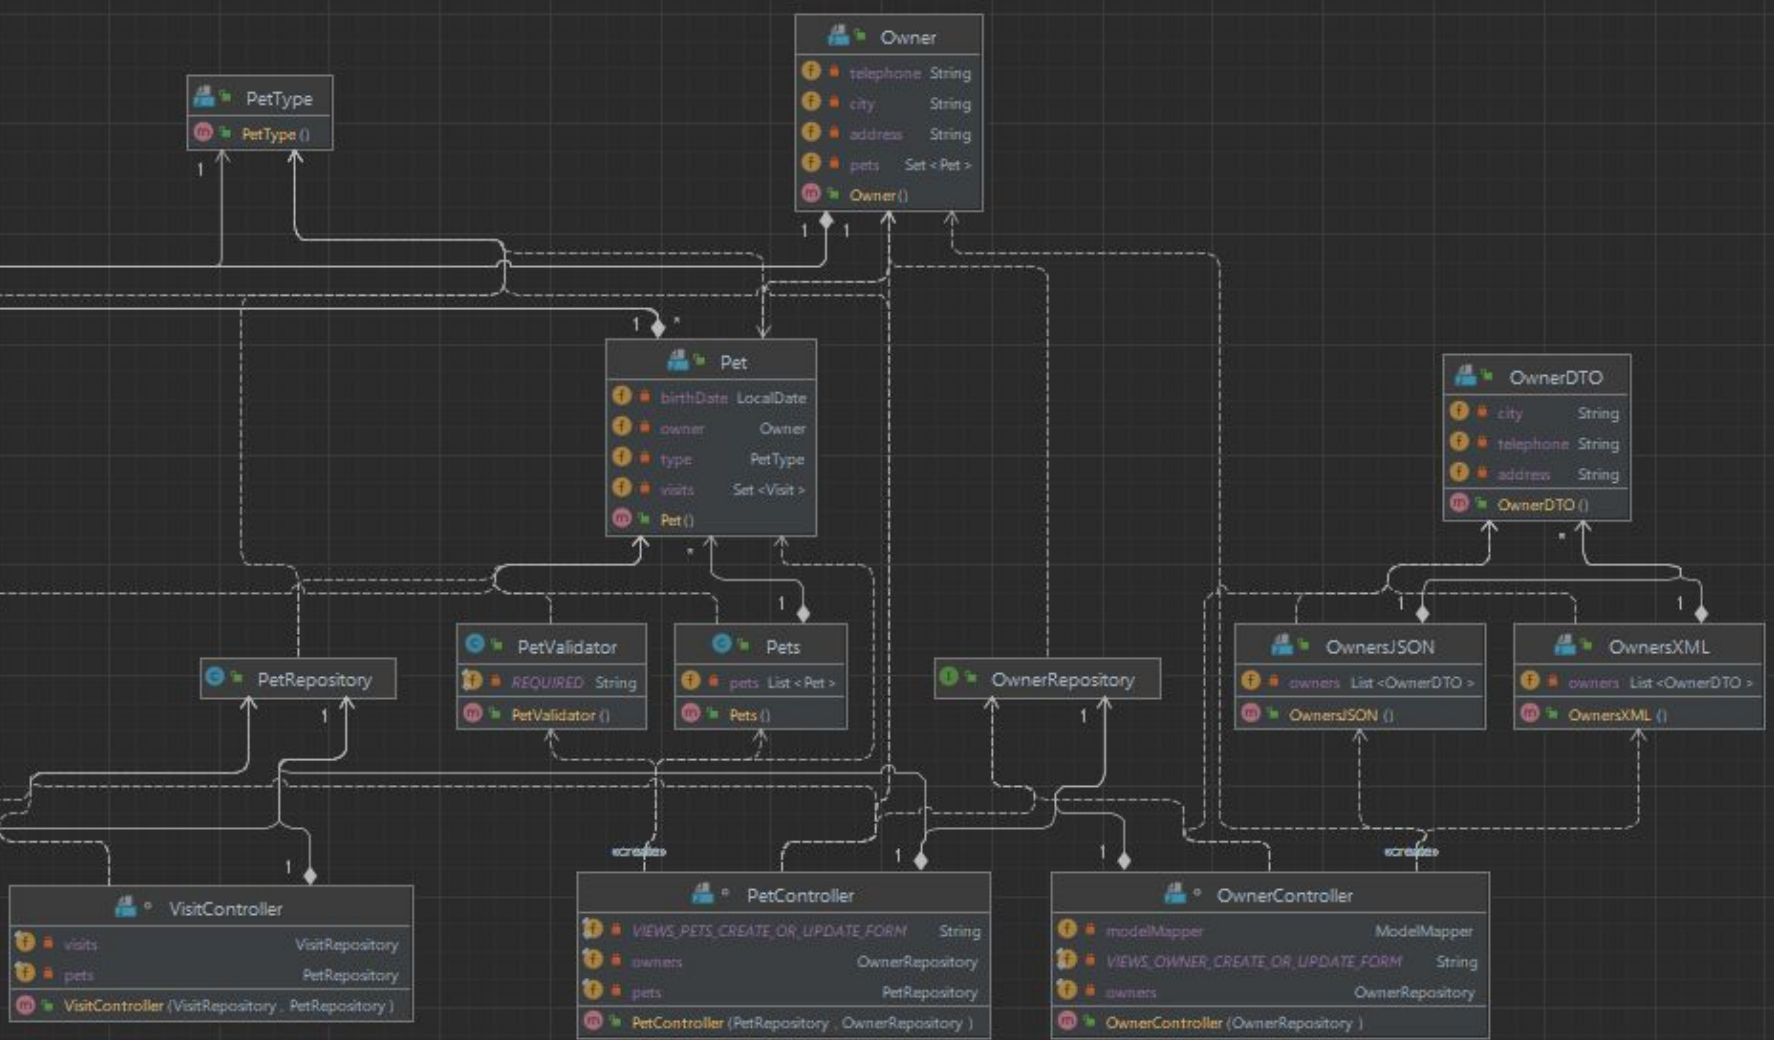 Owner
telephone String
city String
address String
pets Set<Pet>
Owner()
PetType
PetType()
1
1
1
1
*
Pet
birthDate LocalDate
owner Owner
type PetType
visits Set<Visit>
Pet()
OwnerDTO
city String
telephone String
address String
OwnerDTO()
*
*
1
1
1
PetRepository
PetValidator
REQUIRED String
PetValidator()
Pets
pets List<Pet>
Pets()
OwnerRepository
OwnersJSON
owners List<OwnerDTO>
OwnersJSON()
OwnersXML
owners List<OwnerDTO>
OwnersXML()
1
1
1
«create»
1
1
«create»
VisitController
visits VisitRepository
pets PetRepository
VisitController(VisitRepository, PetRepository)
PetController
VIEWS_PETS_CREATE_OR_UPDATE_FORM String
owners OwnerRepository
pets PetRepository
PetController(PetRepository, OwnerRepository)
OwnerController
modelMapper ModelMapper
VIEWS_OWNER_CREATE_OR_UPDATE_FORM String
owners OwnerRepository
OwnerController(OwnerRepository)